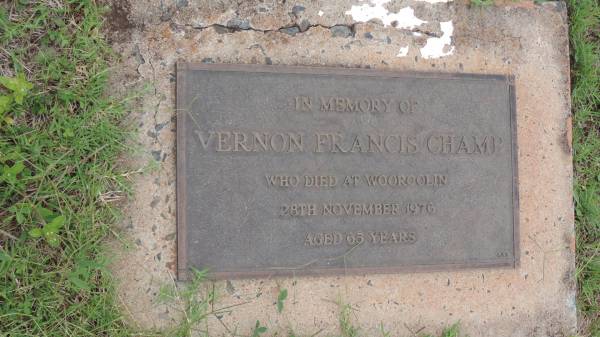 IN MEMORY OF
VERNON FRANCIS CHAMP
WHO DIED AT WOOROOLIN
28TH NOVEMBER 1976
AGED 65 YEARS